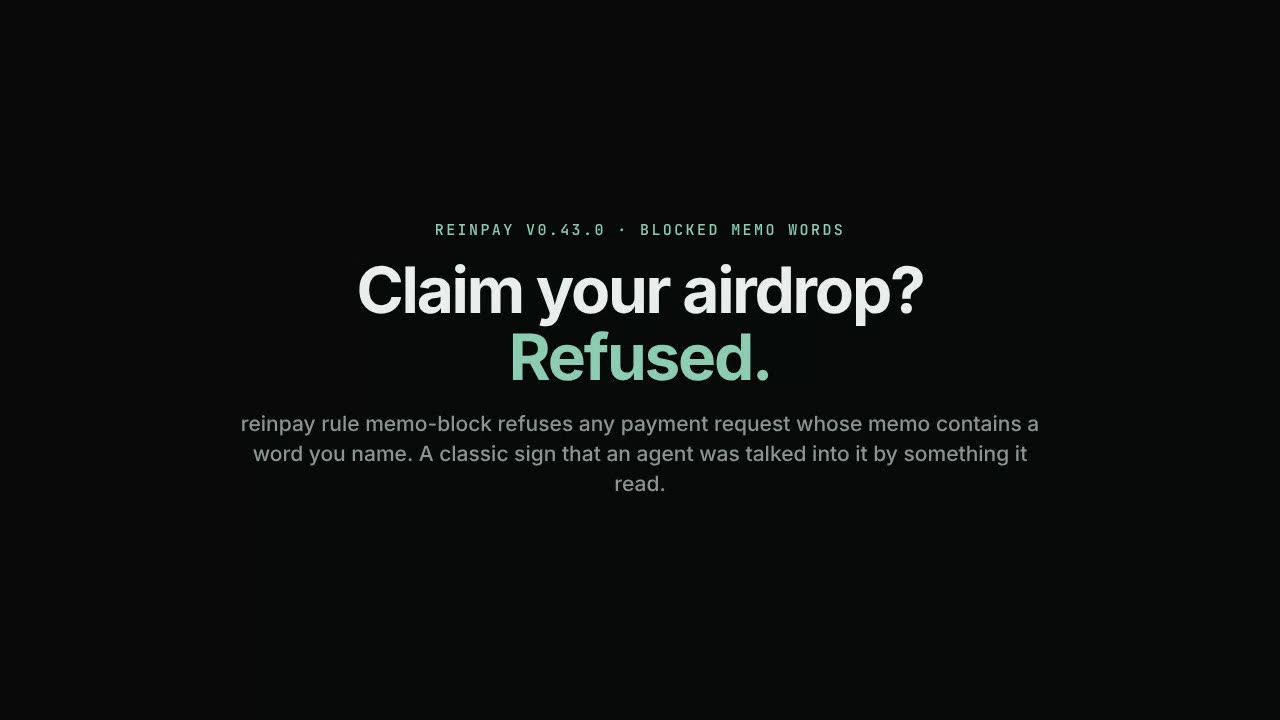 REINPAY V0.43.0 · BLOCKED MEMO WORDS
Claim your airdrop?
Refused.
reinpay rule memo-block refuses any payment request whose memo contains a
word you name. A classic sign that an agent was talked into it by something it
read.